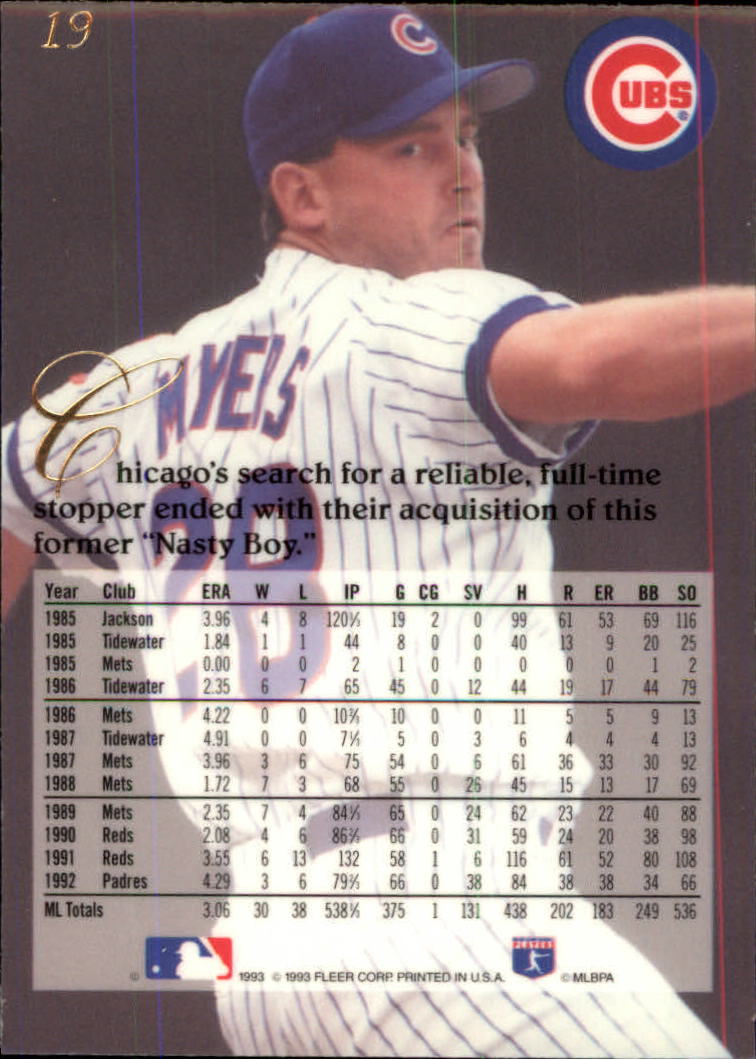 19
C
UBS
MYERS
28
Chicago's search for a reliable, full-time
stopper ended with their acquisition of this
former "Nasty Boy."
Year Club ERA W L IP G CG SV H R ER BB SO
1985 Jackson 3.96 4 8 120⅓ 19 2 0 99 61 53 69 116
1985 Tidewater 1.84 1 1 44 8 0 0 40 13 9 20 25
1985 Mets 0.00 0 0 2 1 0 0 0 0 0 1 2
1986 Tidewater 2.35 6 7 65 45 0 12 44 19 17 44 79
1986 Mets 4.22 0 0 10⅔ 10 0 0 11 5 5 9 13
1987 Tidewater 4.91 0 0 7⅓ 5 0 3 6 4 4 4 13
1987 Mets 3.96 3 6 75 54 0 6 61 36 33 30 92
1988 Mets 1.72 7 3 68 55 0 26 45 15 13 17 69
1989 Mets 2.35 7 4 84⅓ 65 0 24 62 23 22 40 88
1990 Reds 2.08 4 6 86⅔ 66 0 31 59 24 20 38 98
1991 Reds 3.55 6 13 132 58 1 6 116 61 52 80 108
1992 Padres 4.29 3 6 79⅔ 66 0 38 84 38 38 34 66
ML Totals 3.06 30 38 538⅓ 375 1 131 438 202 183 249 536
PLAYERS
© 1993 © 1993 FLEER CORP. PRINTED IN U.S.A. © MLBPA